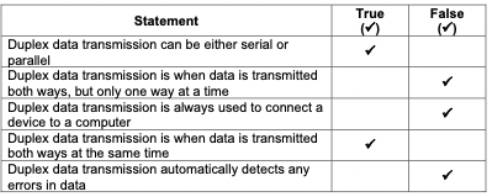 Statement True False
(✓) (✓)
Duplex data transmission can be either serial or ✓
parallel
Duplex data transmission is when data is transmitted
both ways, but only one way at a time ✓
Duplex data transmission is always used to connect a
device to a computer ✓
Duplex data transmission is when data is transmitted
both ways at the same time ✓
Duplex data transmission automatically detects any
errors in data ✓